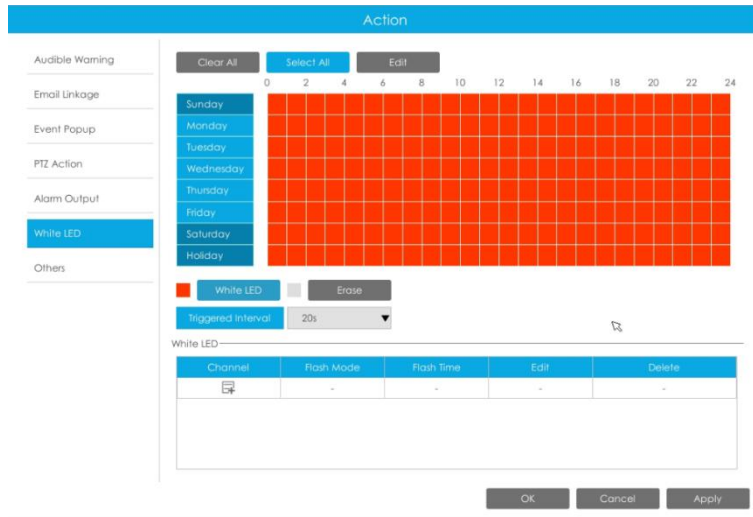 Action
Audible Warning
Email Linkage
Event Popup
PTZ Action
Alarm Output
White LED
Others
Clear All Select All Edit
0 2 4 6 8 10 12 14 16 18 20 22 24
Sunday
Monday
Tuesday
Wednesday
Thursday
Friday
Saturday
Holiday
White LED Erase
Triggered Interval 20s
White LED
Channel Flash Mode Flash Time Edit Delete
- - - -
OK Cancel Apply